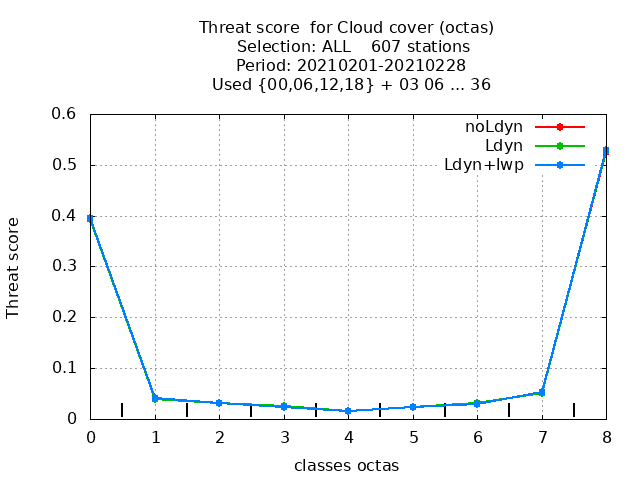 Threat score  for Cloud cover (octas)
Selection: ALL    607 stations
Period: 20210201-20210228
Used {00,06,12,18} + 03 06 ... 36
noLdyn
Ldyn
Ldyn+lwp
0.6
0.5
0.4
0.3
0.2
0.1
0
Threat score
0 1 2 3 4 5 6 7 8
classes octas